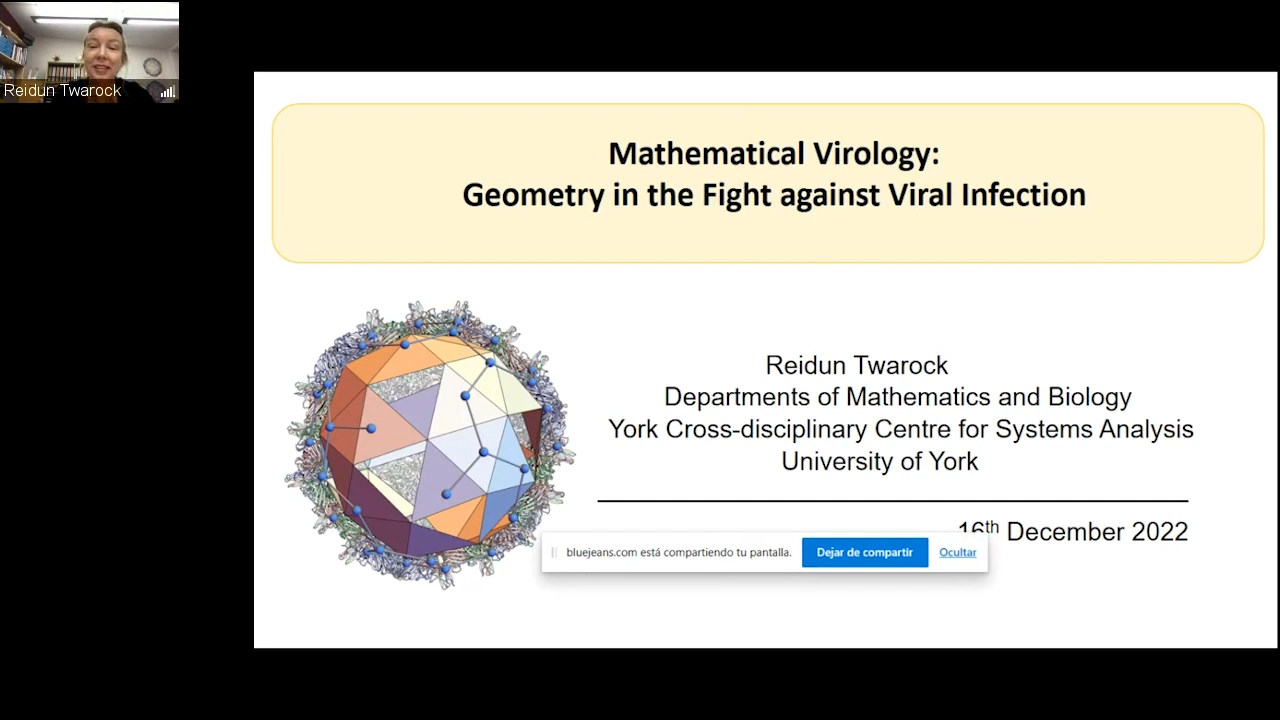 Reidun Twarock
Mathematical Virology:
Geometry in the Fight against Viral Infection
Reidun Twarock
Departments of Mathematics and Biology
York Cross-disciplinary Centre for Systems Analysis
University of York
16th December 2022
bluejeans.com está compartiendo tu pantalla.
Dejar de compartir
Ocultar